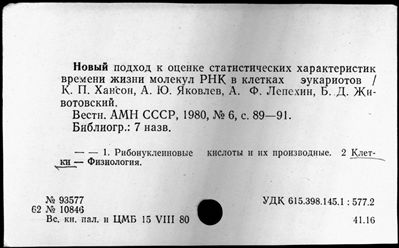 Новый подход к оценке статистических характеристик
времени жизни молекул РНК в клетках эукариотов /
К. П. Хансон, А. Ю. Яковлев, А. Ф. Лепехин, Б. Д. Жи-
вотовский.
Вестн. АМН СССР, 1980, № 6, с. 89—91.
Библиогр.: 7 назв.
— — 1. Рибонуклеиновые кислоты и их производные. 2 Клет-
ки — Физиология.
№ 93577
УДК 615.398.145.1 : 577.2
62 № 10846
Вс. кн. пал. и ЦМБ 15 VIII 80
41.16